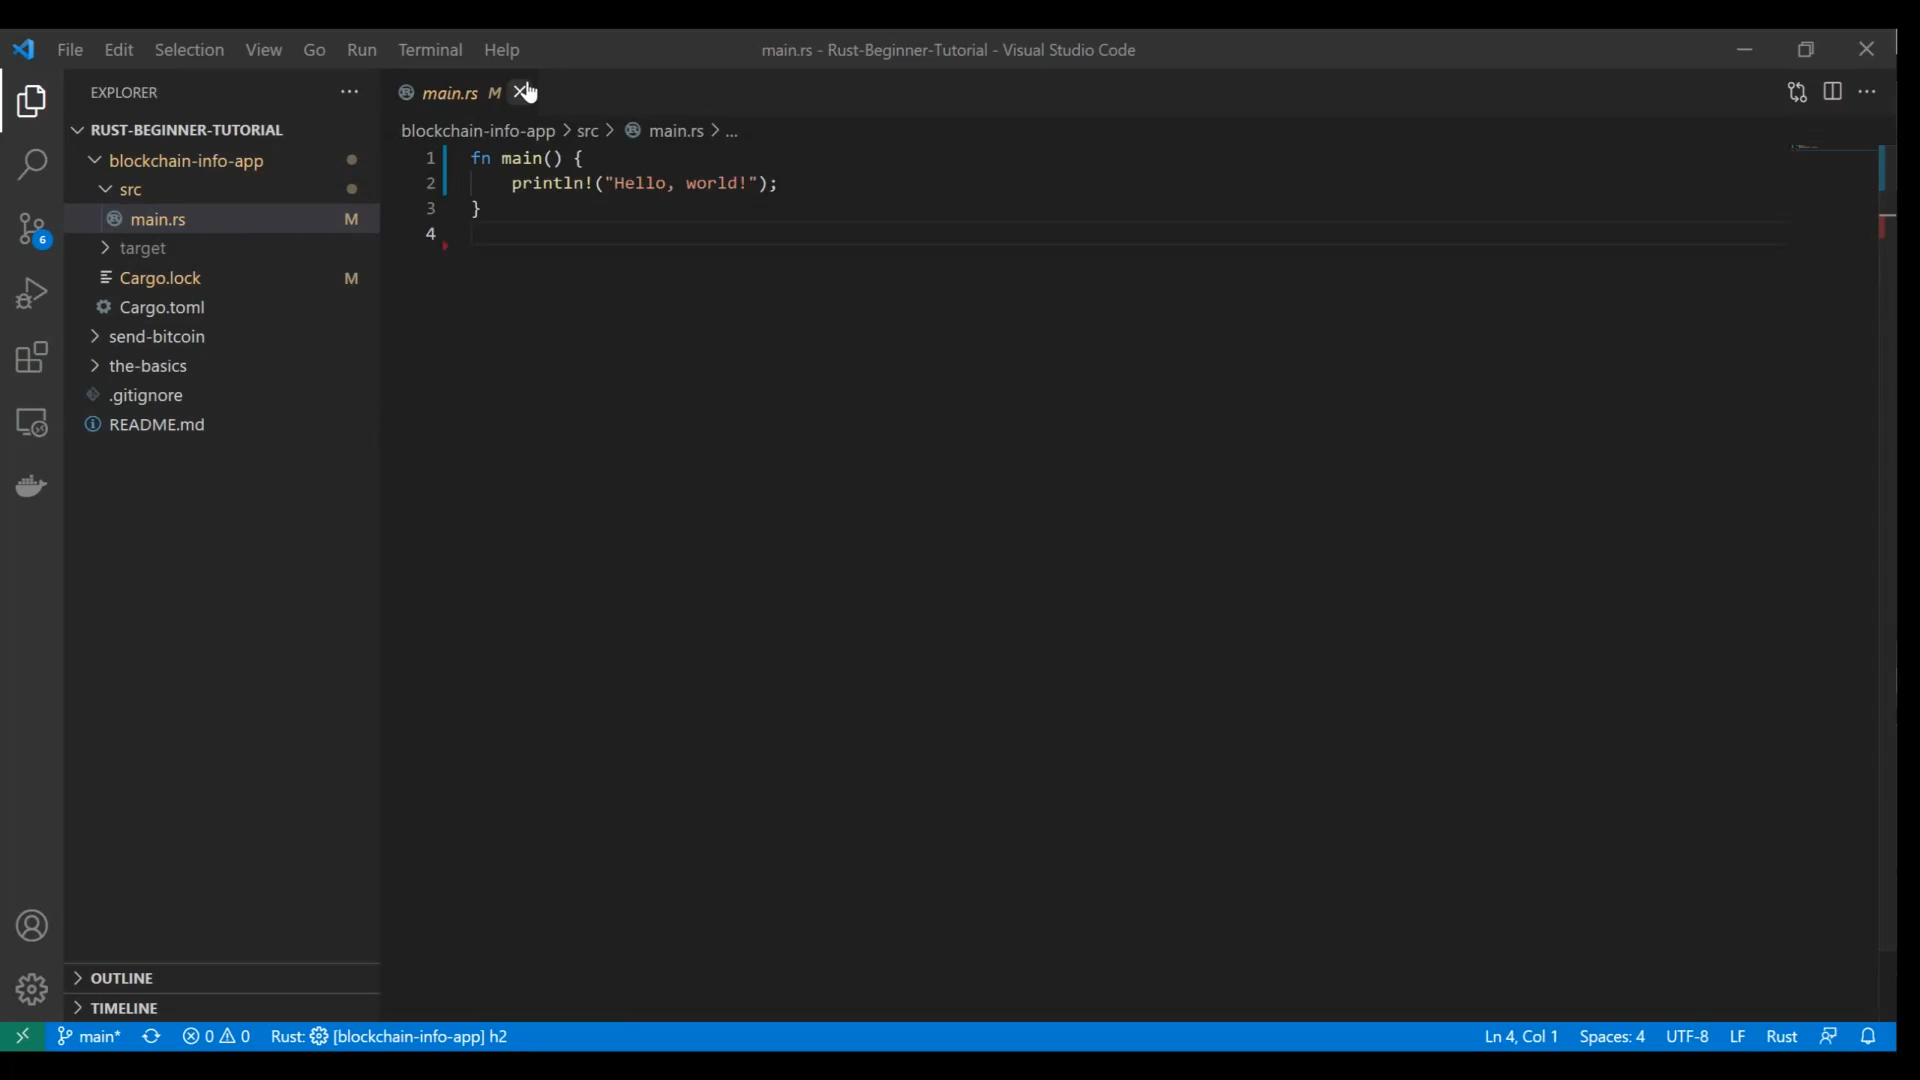 File Edit Selection View Go Run Terminal Help
main.rs - Rust-Beginner-Tutorial - Visual Studio Code
EXPLORER
RUST-BEGINNER-TUTORIAL
blockchain-info-app
src
main.rs M
target
Cargo.lock M
Cargo.toml
send-bitcoin
the-basics
.gitignore
README.md
6
OUTLINE
TIMELINE
main.rs M
blockchain-info-app > src > main.rs > ...
1 fn main() {
2 println!("Hello, world!");
3 }
4
main* 0 0 Rust: [blockchain-info-app] h2
Ln 4, Col 1 Spaces: 4 UTF-8 LF Rust